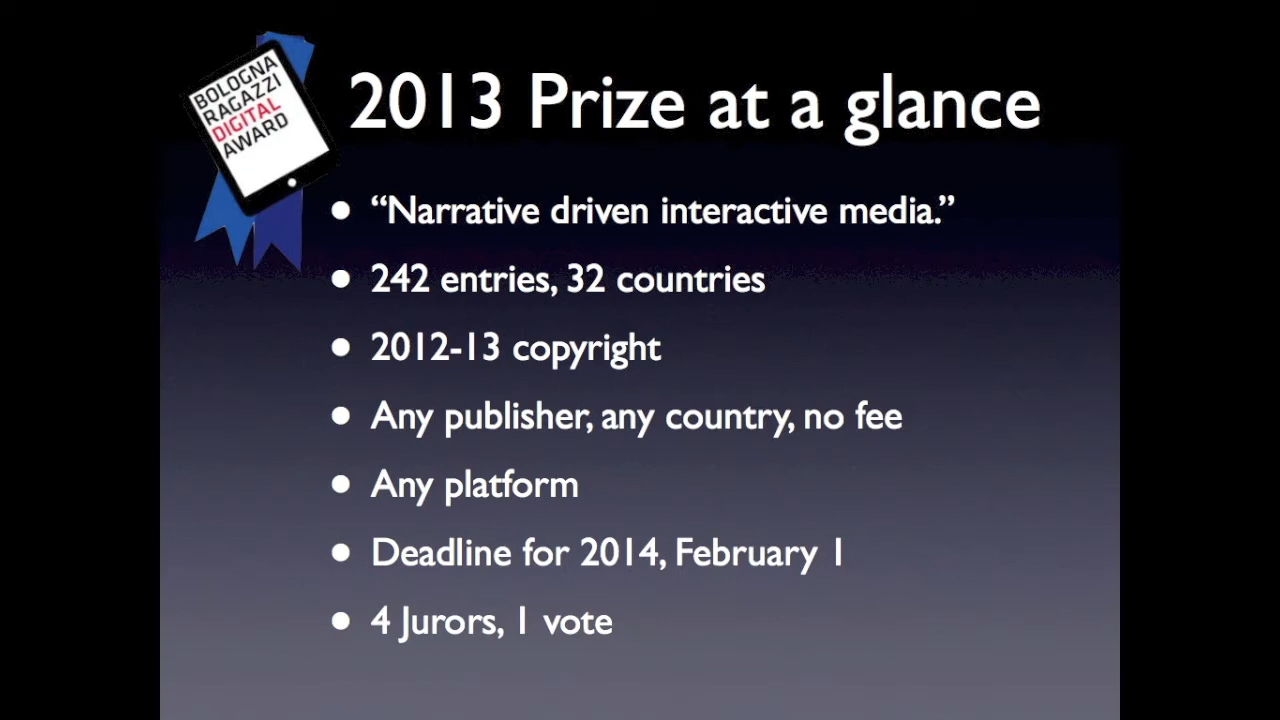 BOLOGNA
RAGAZZI
DIGITAL
AWARD
2013 Prize at a glance
• “Narrative driven interactive media.”
• 242 entries, 32 countries
• 2012-13 copyright
• Any publisher, any country, no fee
• Any platform
• Deadline for 2014, February 1
• 4 Jurors, 1 vote